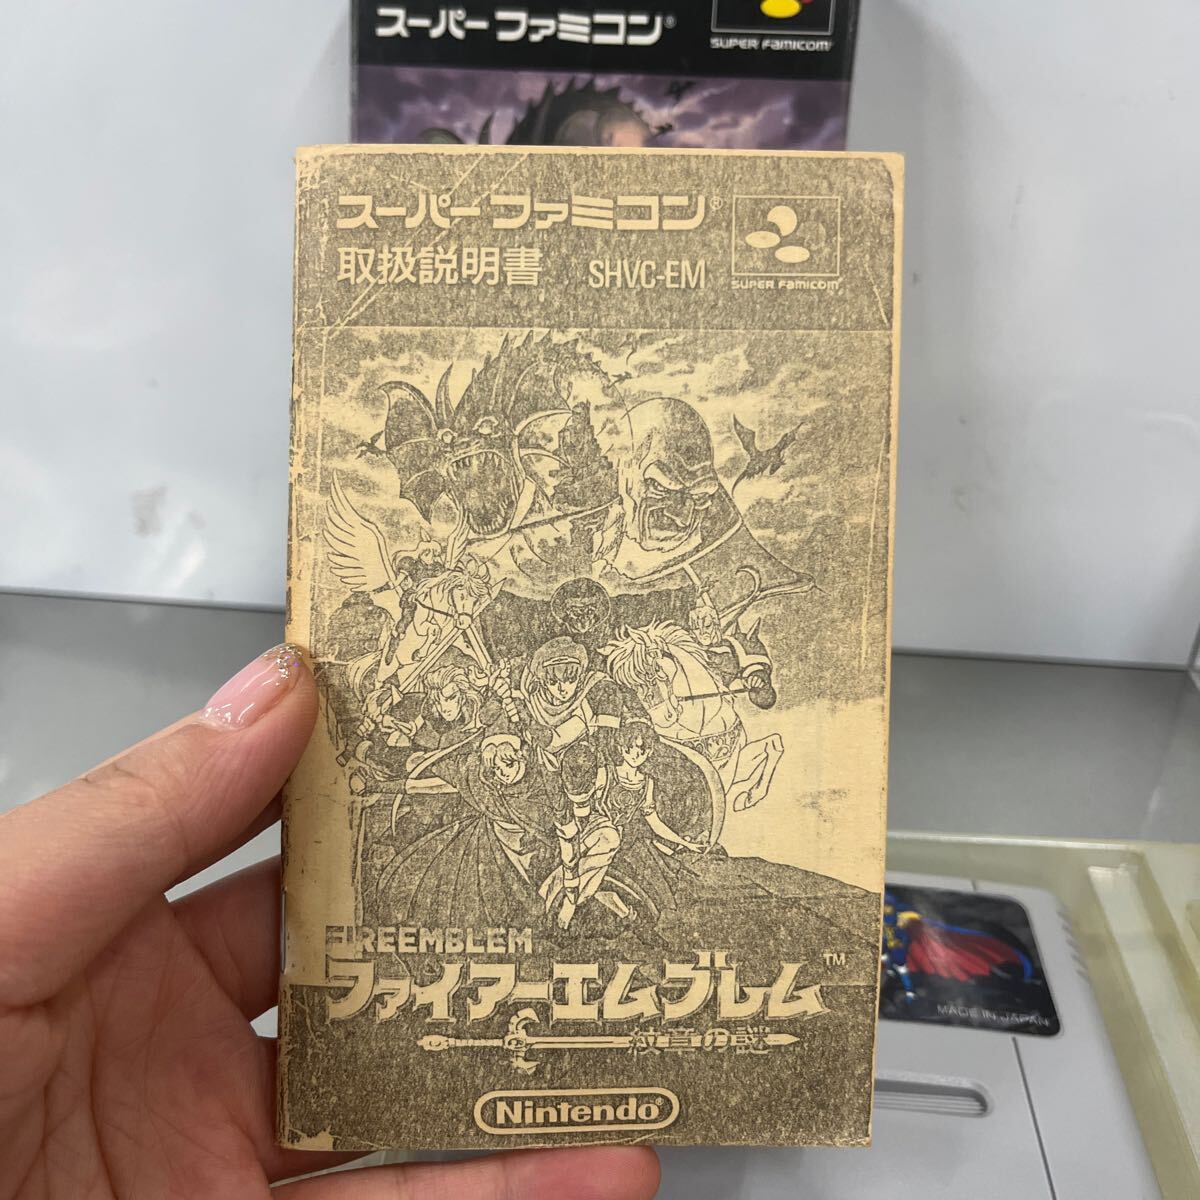 スーパーファミコン®
SUPER FAMICOM
スーパーファミコン®
取扱説明書 SHVC-EM
SUPER FAMICOM
FIREEMBLEM
ファイアーエムブレム™
紋章の謎
Nintendo®
MADE IN JAPAN